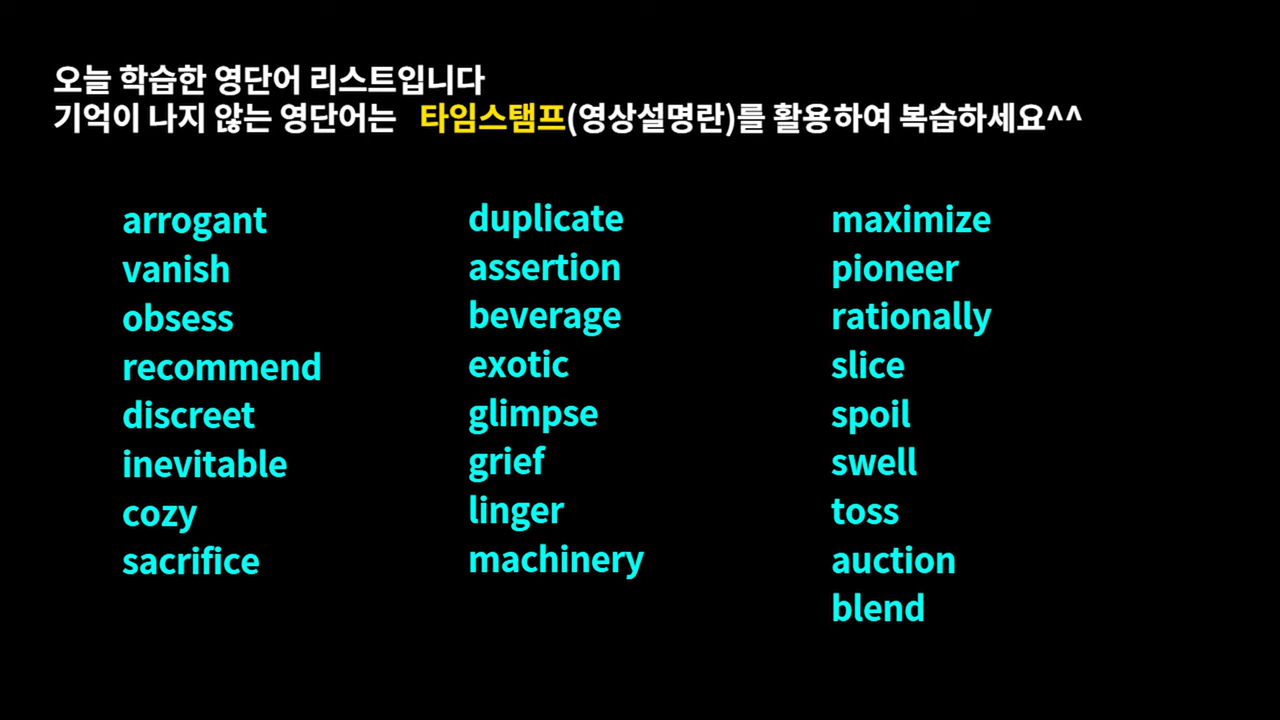 오늘 학습한 영단어 리스트입니다
기억이 나지 않는 영단어는 타임스탬프(영상설명란)를 활용하여 복습하세요^^
arrogant
vanish
obsess
recommend
discreet
inevitable
cozy
sacrifice
duplicate
assertion
beverage
exotic
glimpse
grief
linger
machinery
maximize
pioneer
rationally
slice
spoil
swell
toss
auction
blend